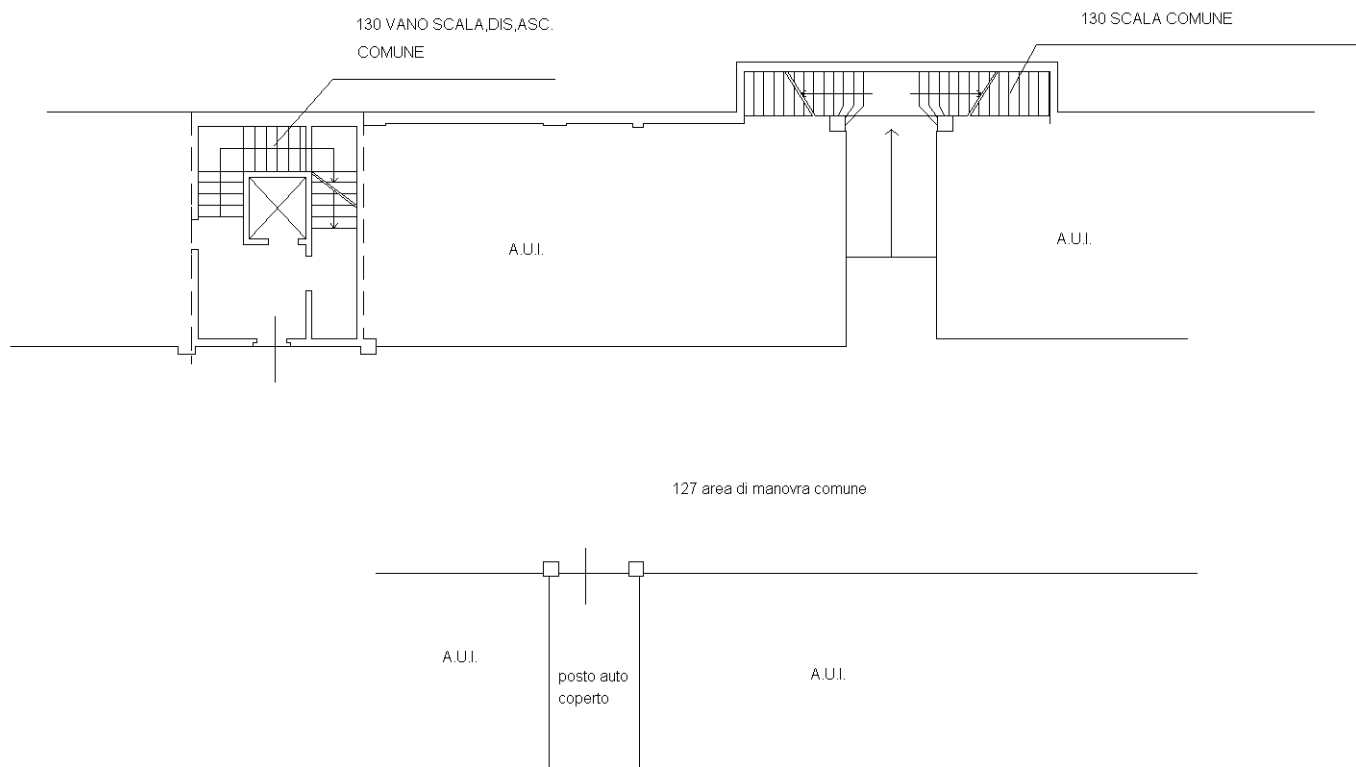 130 VANO SCALA,DIS,ASC.
COMUNE
130 SCALA COMUNE
A.U.I.
A.U.I.
127 area di manovra comune
A.U.I.
posto auto
coperto
A.U.I.